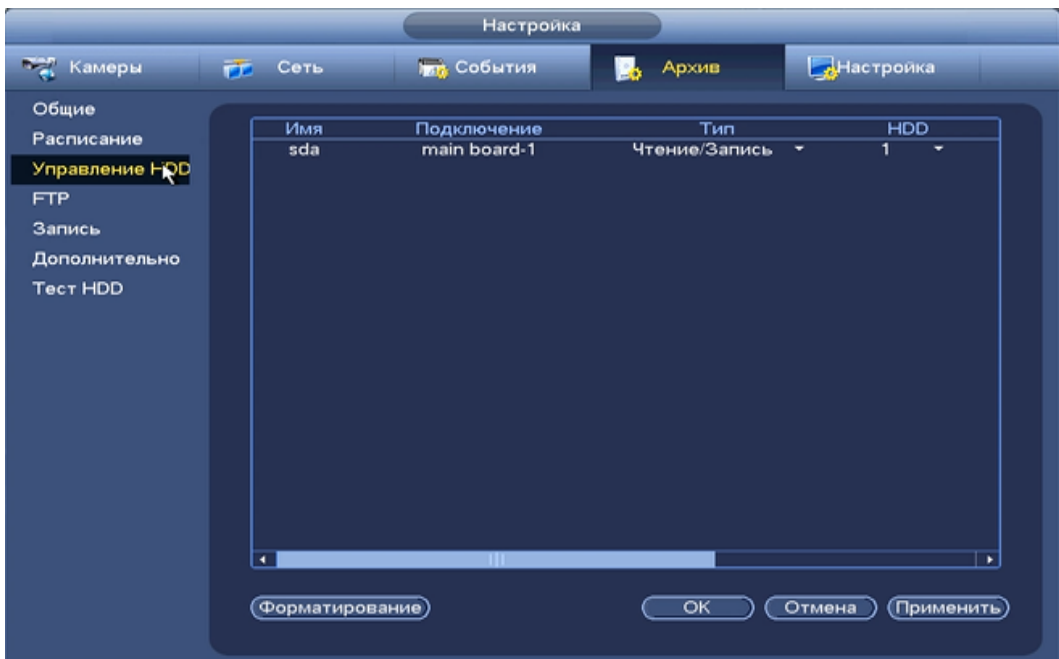 Настройка
Камеры Сеть События Архив Настройка
Общие
Расписание
Управление HDD
FTP
Запись
Дополнительно
Тест HDD
Имя Подключение Тип HDD
sda main board-1 Чтение/Запись 1
Форматирование OK Отмена Применить